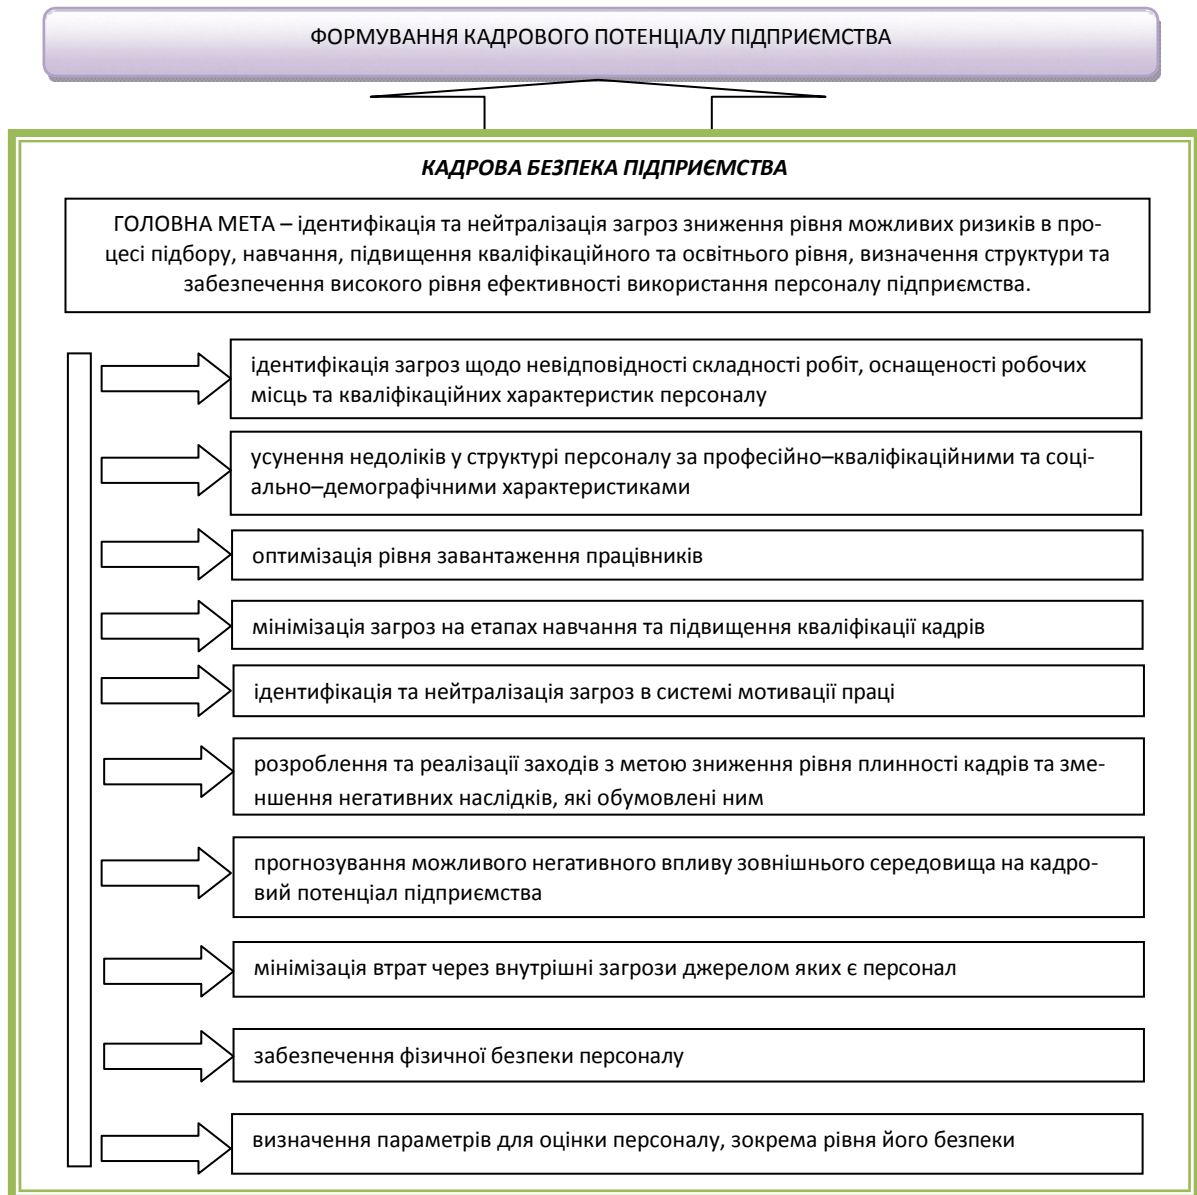 ФОРМУВАННЯ КАДРОВОГО ПОТЕНЦІАЛУ ПІДПРИЄМСТВА
КАДРОВА БЕЗПЕКА ПІДПРИЄМСТВА
ГОЛОВНА МЕТА – ідентифікація та нейтралізація загроз зниження рівня можливих ризиків в про-
цесі підбору, навчання, підвищення кваліфікаційного та освітнього рівня, визначення структури та
забезпечення високого рівня ефективності використання персоналу підприємства.
ідентифікація загроз щодо невідповідності складності робіт, оснащеності робочих
місць та кваліфікаційних характеристик персоналу
усунення недоліків у структурі персоналу за професійно–кваліфікаційними та соці-
ально–демографічними характеристиками
оптимізація рівня завантаження працівників
мінімізація загроз на етапах навчання та підвищення кваліфікації кадрів
ідентифікація та нейтралізація загроз в системі мотивації праці
розроблення та реалізації заходів з метою зниження рівня плинності кадрів та зме-
ншення негативних наслідків, які обумовлені ним
прогнозування можливого негативного впливу зовнішнього середовища на кадро-
вий потенціал підприємства
мінімізація втрат через внутрішні загрози джерелом яких є персонал
забезпечення фізичної безпеки персоналу
визначення параметрів для оцінки персоналу, зокрема рівня його безпеки